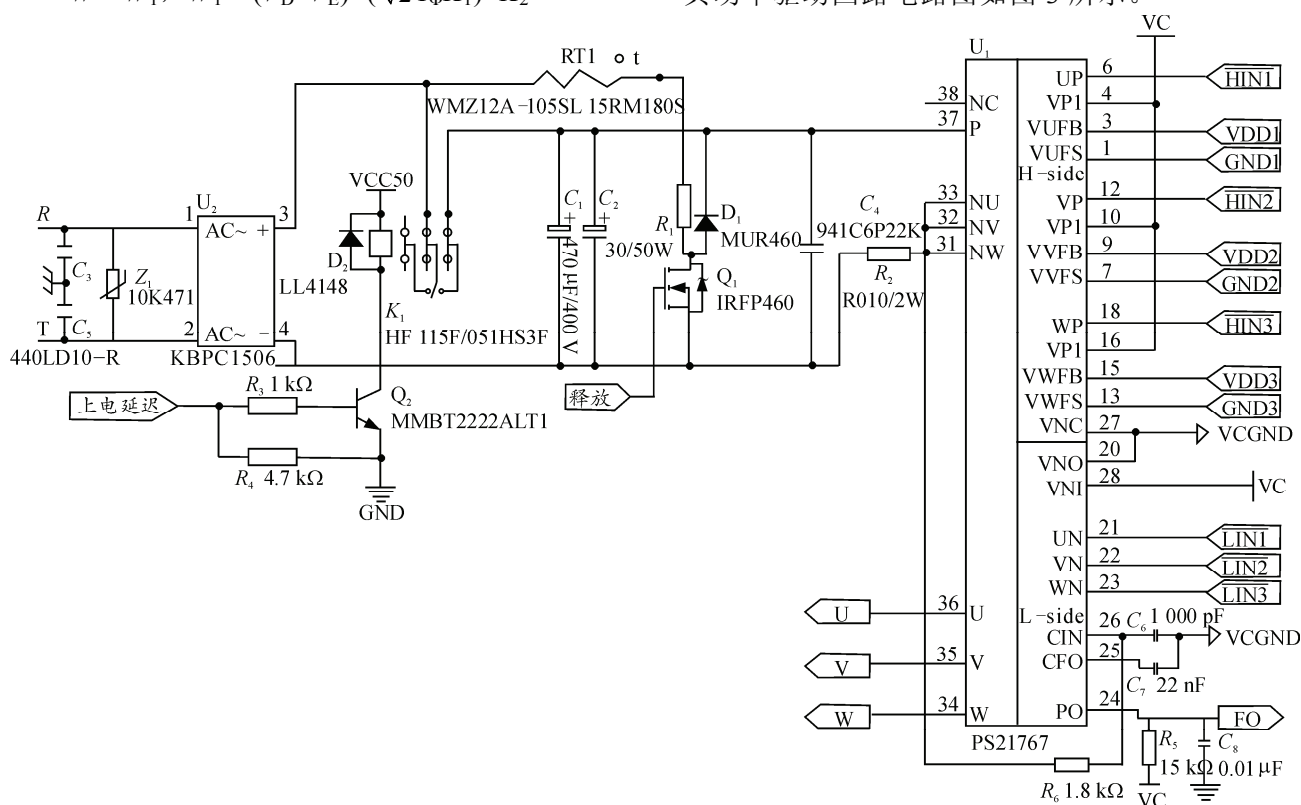 RT1 t
WMZ12A-105SL 15RM180S
VCC50
R
T
C₃
C₅
440LD10-R
Z₁
10K471
U₂
1
2
3
4
AC~ +
AC~ -
KBPC1506
D₂
LL4148
K₁
HF 115F/051HS3F
C₁
+
470 μF/400 V
C₂
+
30/50W
R₁
D₁
MUR460
Q₁
IRFP460
C₄
941C6P22K
R₂
R010/2W
上电延迟
R₃ 1 kΩ
R₄ 4.7 kΩ
Q₂
MMBT2222ALT1
GND
释放
U₁
38 NC
37 P
33 NU
32 NV
31 NW
36 U
35 V
34 W
U
V
W
PS21767
VC
UP 6 HIN1
VP1 4
VUFB 3 VDD1
VUFS 1 GND1
H-side
VP 12 HIN2
VP1 10
VVFB 9 VDD2
VVFS 7 GND2
WP 18 HIN3
VP1 16
VWFB 15 VDD3
VWFS 13 GND3
VNC 27 VCGND
VNO 20
VNI 28 VC
UN 21 LIN1
VN 22 LIN2
WN 23 LIN3
L-side
CIN 26 C₆ 1 000 pF VCGND
CFO 25
C₇ 22 nF
PO 24 FO
R₅
15 kΩ
C₈
0.01 μF
VC
R₆ 1.8 kΩ